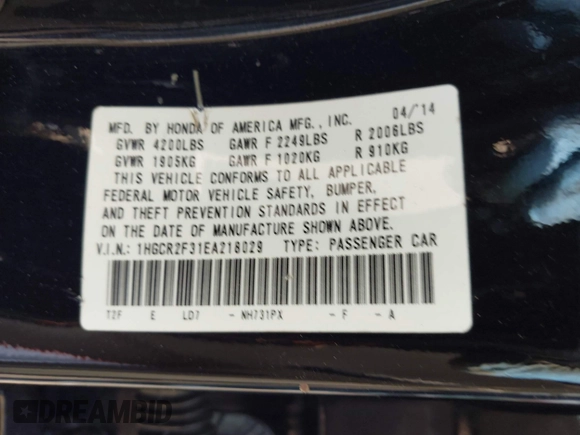 MFD. BY HONDA OF AMERICA MFG., INC. 04/'14
GVWR 4200LBS GAWR F 2249LBS R 2006LBS
GVWR 1905KG GAWR F 1020KG R 910KG
THIS VEHICLE CONFORMS TO ALL APPLICABLE
FEDERAL MOTOR VEHICLE SAFETY, BUMPER,
AND THEFT PREVENTION STANDARDS IN EFFECT
ON THE DATE OF MANUFACTURE SHOWN ABOVE.
V.I.N.: 1HGCR2F31EA216029 TYPE: PASSENGER CAR
T2F E LD7 - NH731PX - F - A
DREAMBID